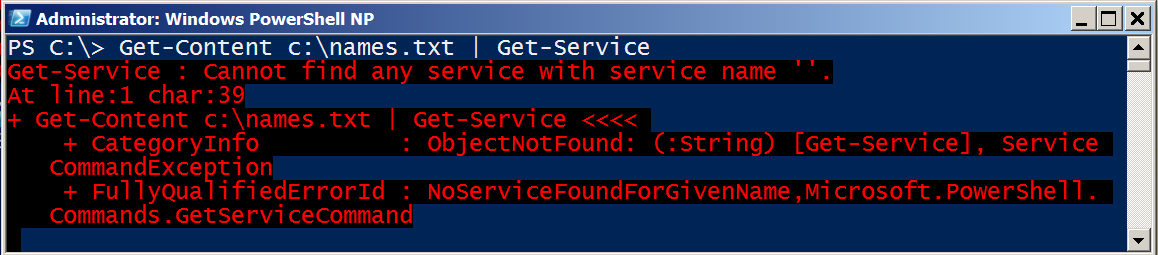 Administrator: Windows PowerShell NP
PS C:\> Get-Content c:\names.txt | Get-Service
Get-Service : Cannot find any service with service name ''.
At line:1 char:39
+ Get-Content c:\names.txt | Get-Service <<<<
    + CategoryInfo          : ObjectNotFound: (:String) [Get-Service], Service
   CommandException
    + FullyQualifiedErrorId : NoServiceFoundForGivenName,Microsoft.PowerShell.
   Commands.GetServiceCommand